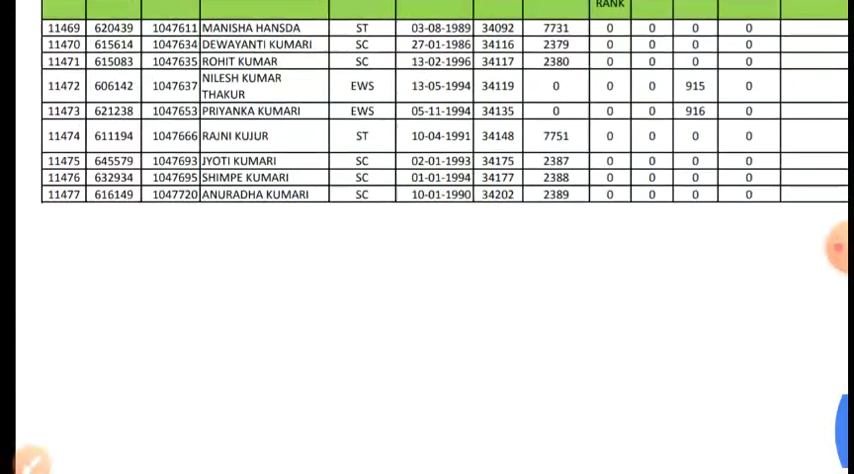 RANK
11469 620439 1047611 MANISHA HANSDA ST 03-08-1989 34092 7731 0 0 0 0
11470 615614 1047634 DEWAYANTI KUMARI SC 27-01-1986 34116 2379 0 0 0 0
11471 615083 1047635 ROHIT KUMAR SC 13-02-1996 34117 2380 0 0 0 0
11472 606142 1047637 NILESH KUMAR THAKUR EWS 13-05-1994 34119 0 0 0 915 0
11473 621238 1047653 PRIYANKA KUMARI EWS 05-11-1994 34135 0 0 0 916 0
11474 611194 1047666 RAJNI KUJUR ST 10-04-1991 34148 7751 0 0 0 0
11475 645579 1047693 JYOTI KUMARI SC 02-01-1993 34175 2387 0 0 0 0
11476 632934 1047695 SHIMPE KUMARI SC 01-01-1994 34177 2388 0 0 0 0
11477 616149 1047720 ANURADHA KUMARI SC 10-01-1990 34202 2389 0 0 0 0